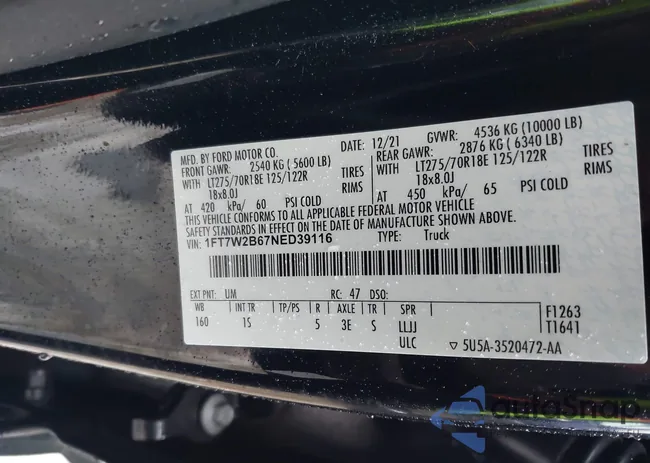 MFD. BY FORD MOTOR CO. DATE: 12/21 GVWR: 4536 KG (10000 LB)
FRONT GAWR: 2540 KG ( 5600 LB) REAR GAWR: 2876 KG ( 6340 LB)
WITH LT275/70R18E 125/122R TIRES WITH LT275/70R18E 125/122R TIRES
18x8.0J RIMS 18x8.0J RIMS
AT 420 kPa/ 60 PSI COLD AT 450 kPa/ 65 PSI COLD
THIS VEHICLE CONFORMS TO ALL APPLICABLE FEDERAL MOTOR VEHICLE
SAFETY STANDARDS IN EFFECT ON THE DATE OF MANUFACTURE SHOWN ABOVE.
VIN: 1FT7W2B67NED39116 TYPE: Truck
EXT PNT: UM RC: 47 DSO:
WB INT TR TP/PS R AXLE TR SPR F1263
160 1S 5 3E S LLJJ T1641
ULC ▽ 5U5A-3520472-AA
autoSnap